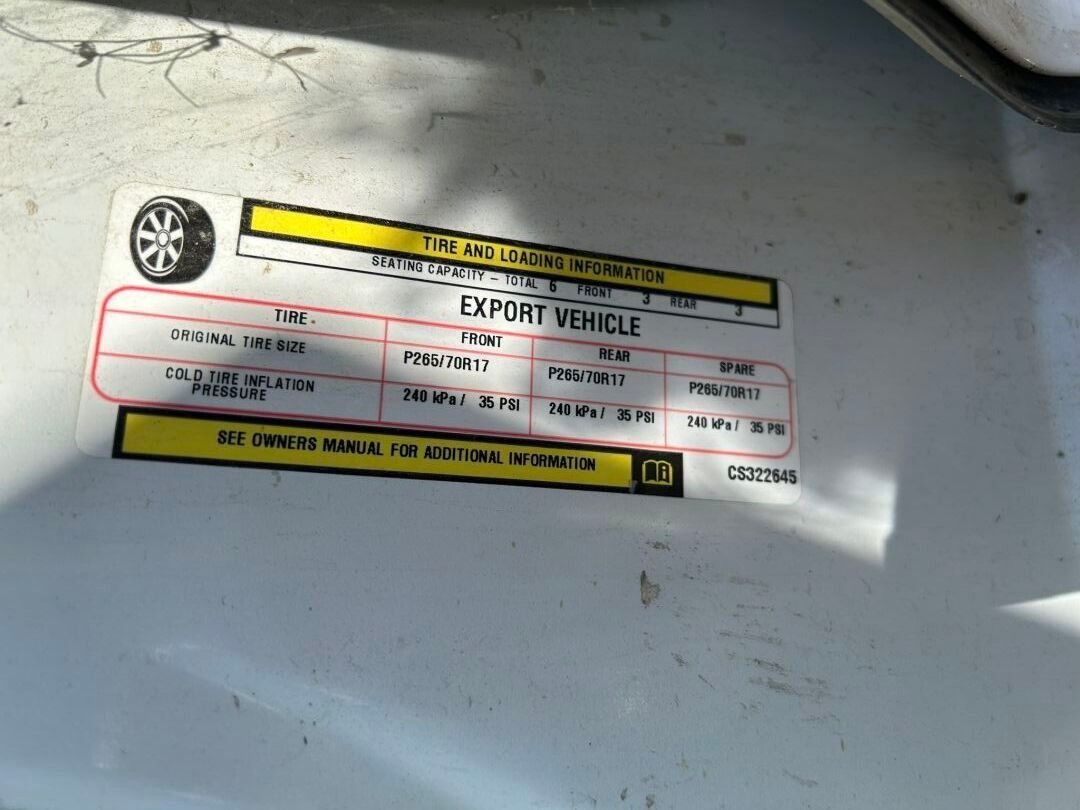 TIRE AND LOADING INFORMATION
SEATING CAPACITY – TOTAL 6 FRONT 3 REAR 3
EXPORT VEHICLE
TIRE FRONT REAR SPARE
ORIGINAL TIRE SIZE P265/70R17 P265/70R17 P265/70R17
COLD TIRE INFLATION
PRESSURE 240 kPa / 35 PSI 240 kPa / 35 PSI 240 kPa / 35 PSI
SEE OWNERS MANUAL FOR ADDITIONAL INFORMATION
CS322645